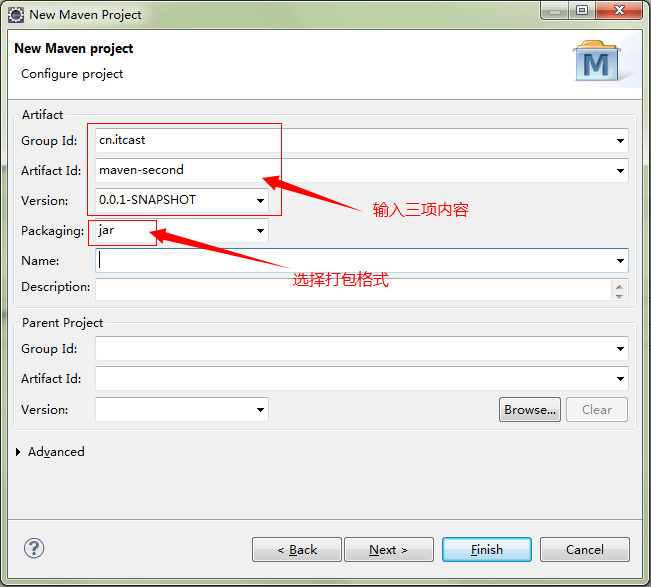 New Maven Project
New Maven project
Configure project
M
Artifact
Group Id: cn.itcast
Artifact Id: maven-second
Version: 0.0.1-SNAPSHOT
输入三项内容
Packaging: jar
Name:
选择打包格式
Description:
Parent Project
Group Id:
Artifact Id:
Version:
Browse... Clear
Advanced
? < Back Next > Finish Cancel